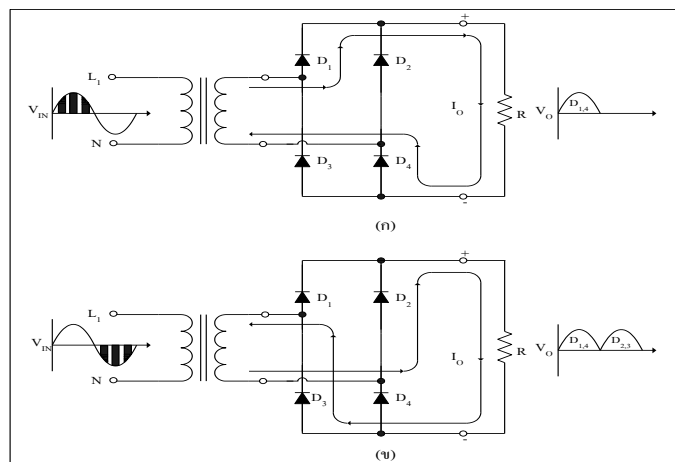 +
D1 D2
L1
VIN IO R VO D1,4
N
D3 D4
-
(ก)
+
D1 D2
L1
VIN IO R VO D1,4 D2,3
N
D3 D4
-
(ข)